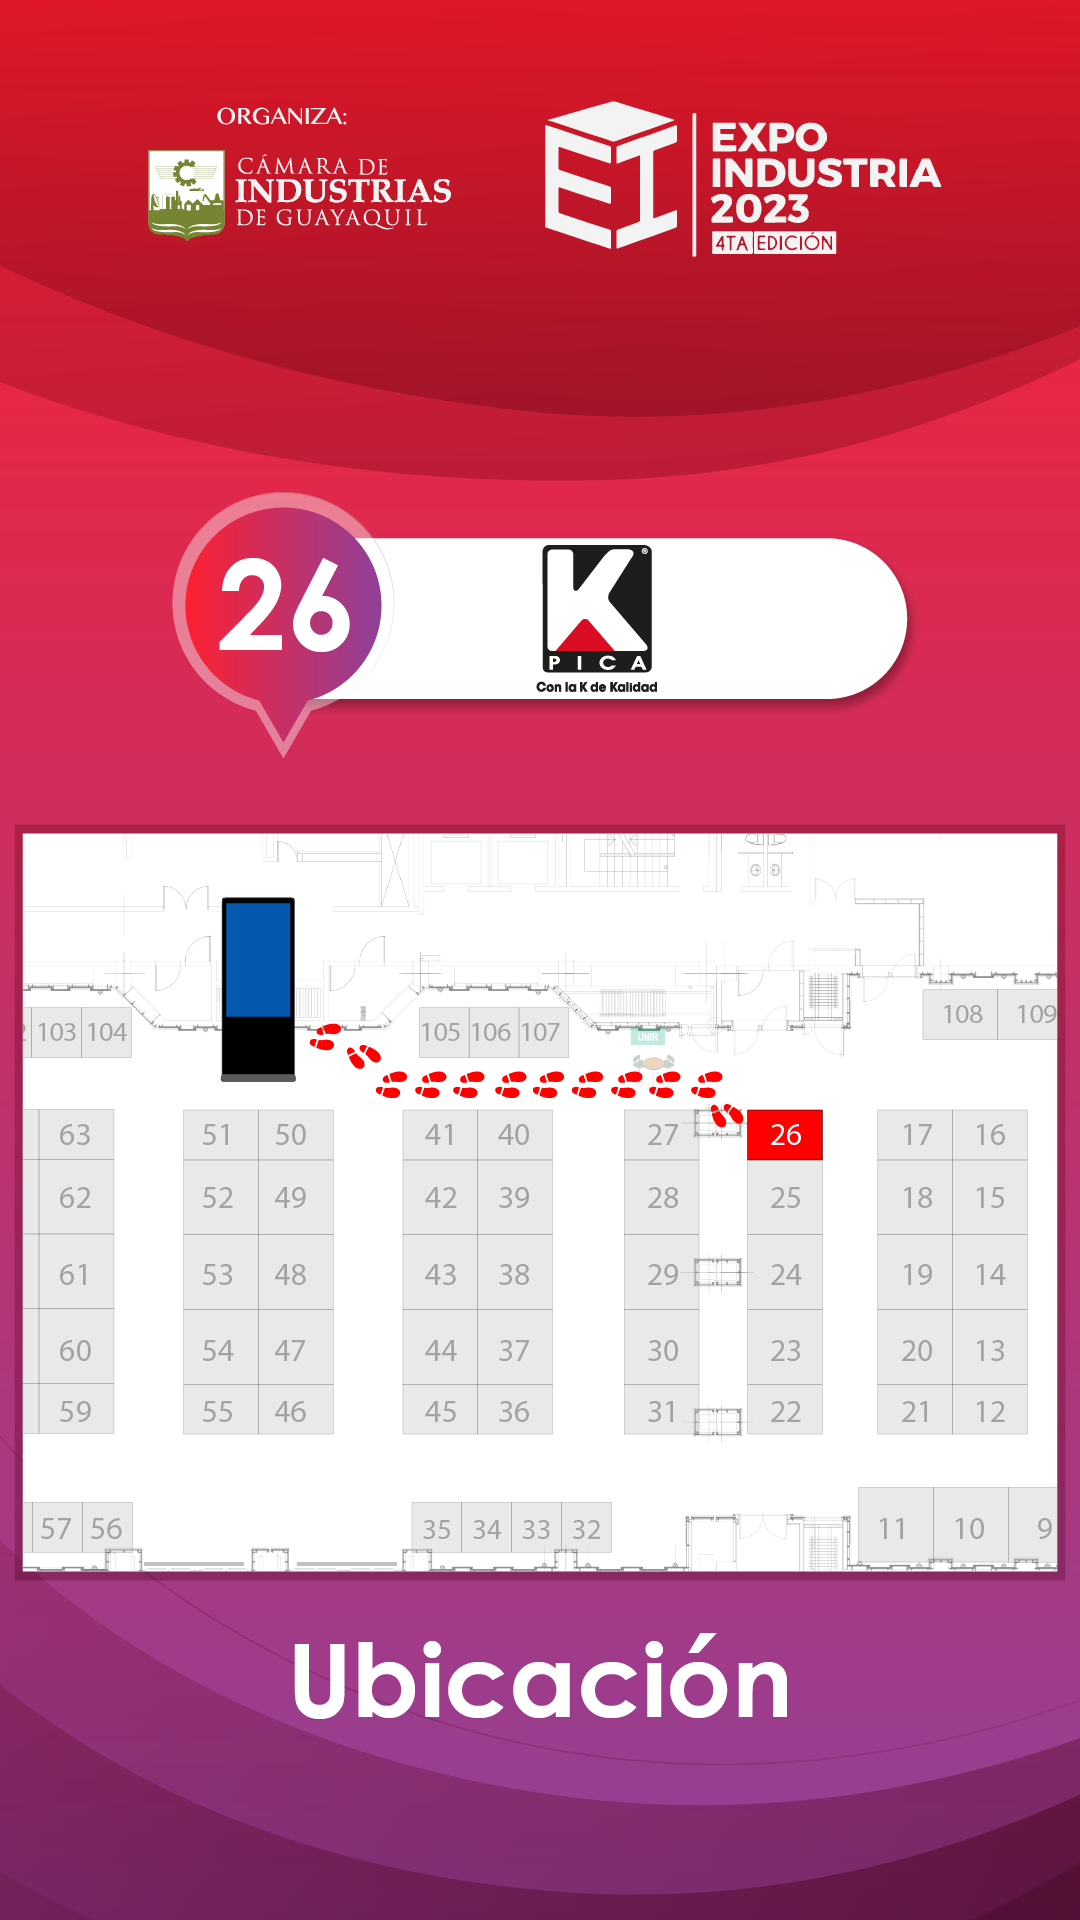 ORGANIZA:
CÁMARA DE
INDUSTRIAS
DE GUAYAQUIL
EXPO
INDUSTRIA
2023
4TA EDICIÓN
26
K ®
PICA
Con la K de Kalidad
108 109
103 104 105 106 107
UNIR
63 51 50 41 40 27 26 17 16
62 52 49 42 39 28 25 18 15
61 53 48 43 38 29 24 19 14
60 54 47 44 37 30 23 20 13
59 55 46 45 36 31 22 21 12
57 56 35 34 33 32 11 10 9
Ubicación